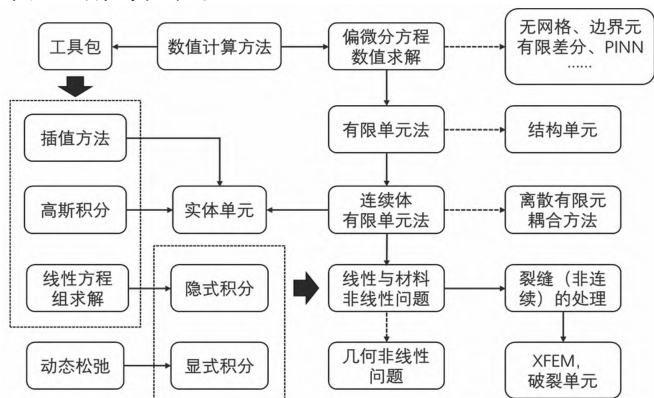 工具包
数值计算方法
偏微分方程
数值求解
无网格、边界元
有限差分、PINN
……
插值方法
有限单元法
结构单元
高斯积分
实体单元
连续体
有限单元法
离散有限元
耦合方法
线性方程
组求解
隐式积分
线性与材料
非线性问题
裂缝（非连
续）的处理
动态松弛
显式积分
几何非线性
问题
XFEM,
破裂单元